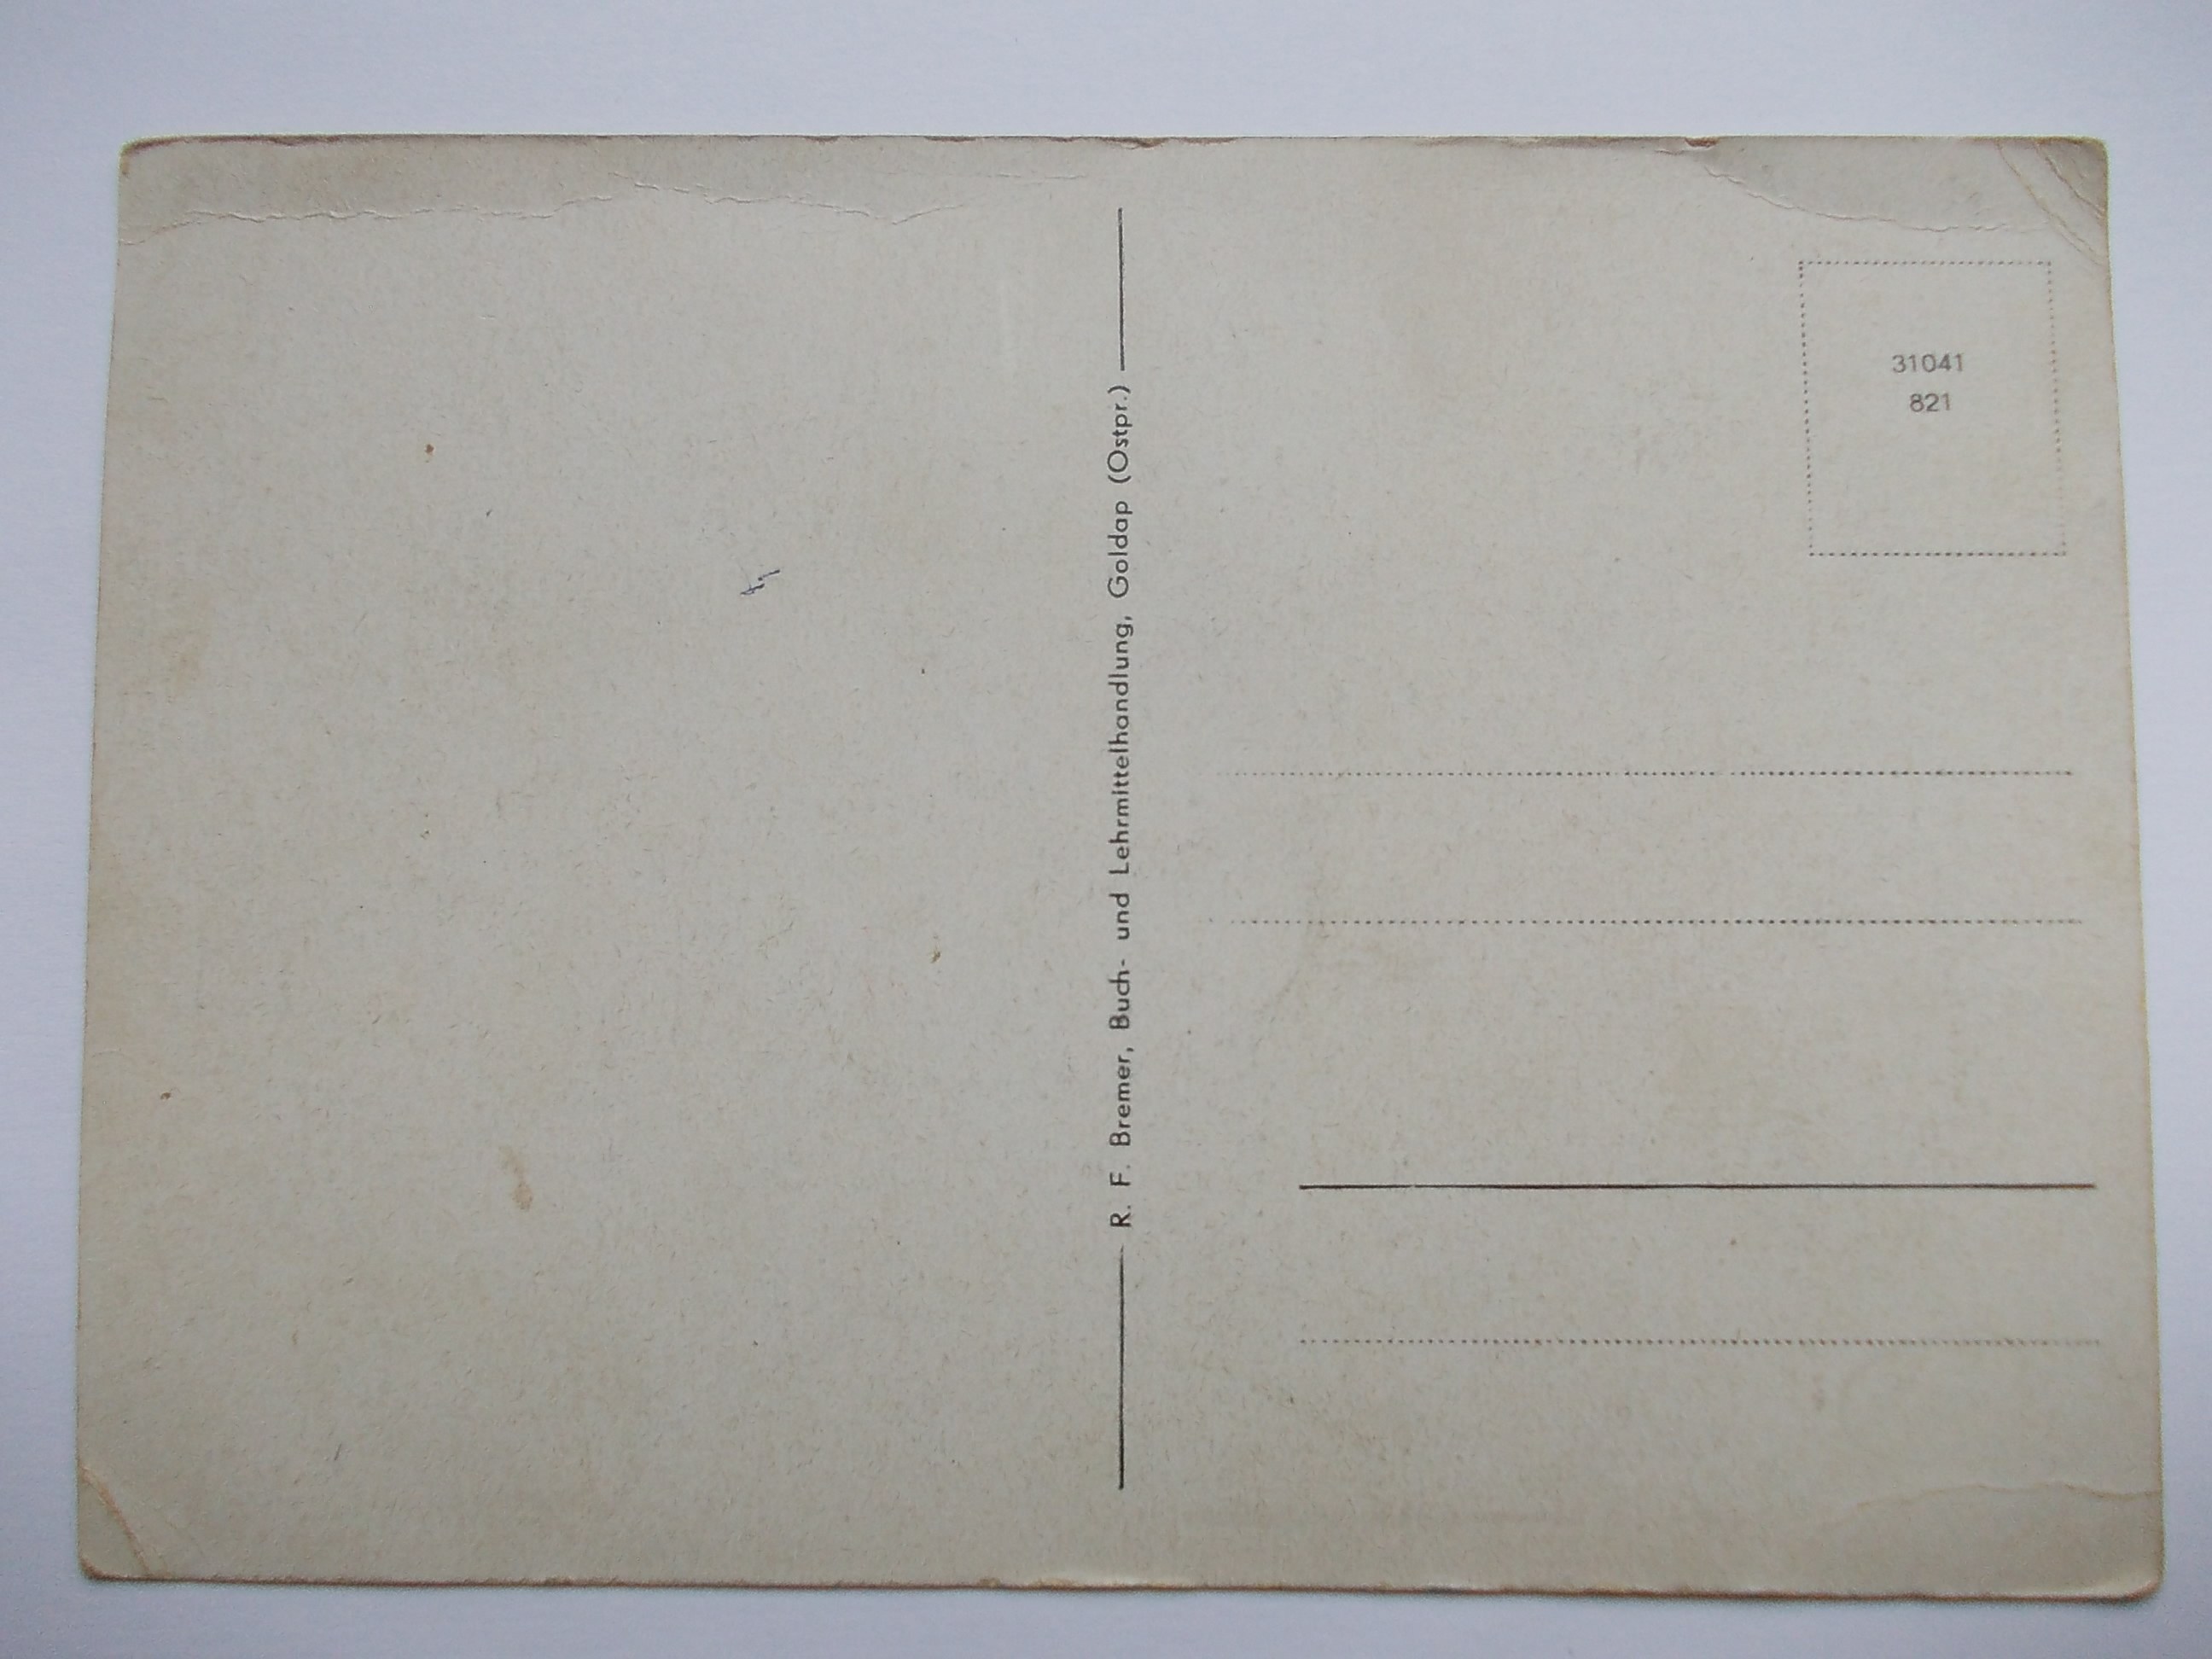 R. F. Bremer, Buch- und Lehrmittelhandlung, Goldap (Ostpr.)
31041
821